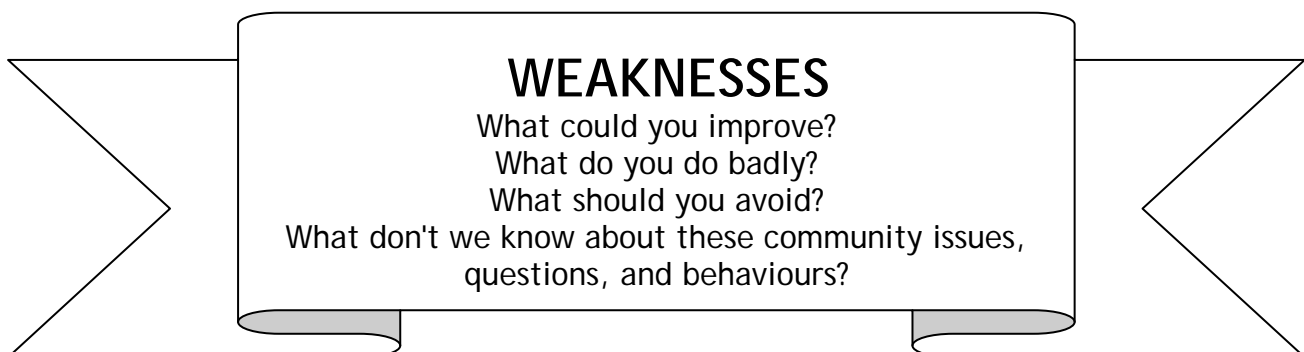 WEAKNESSES
What could you improve?
What do you do badly?
What should you avoid?
What don't we know about these community issues,
questions, and behaviours?